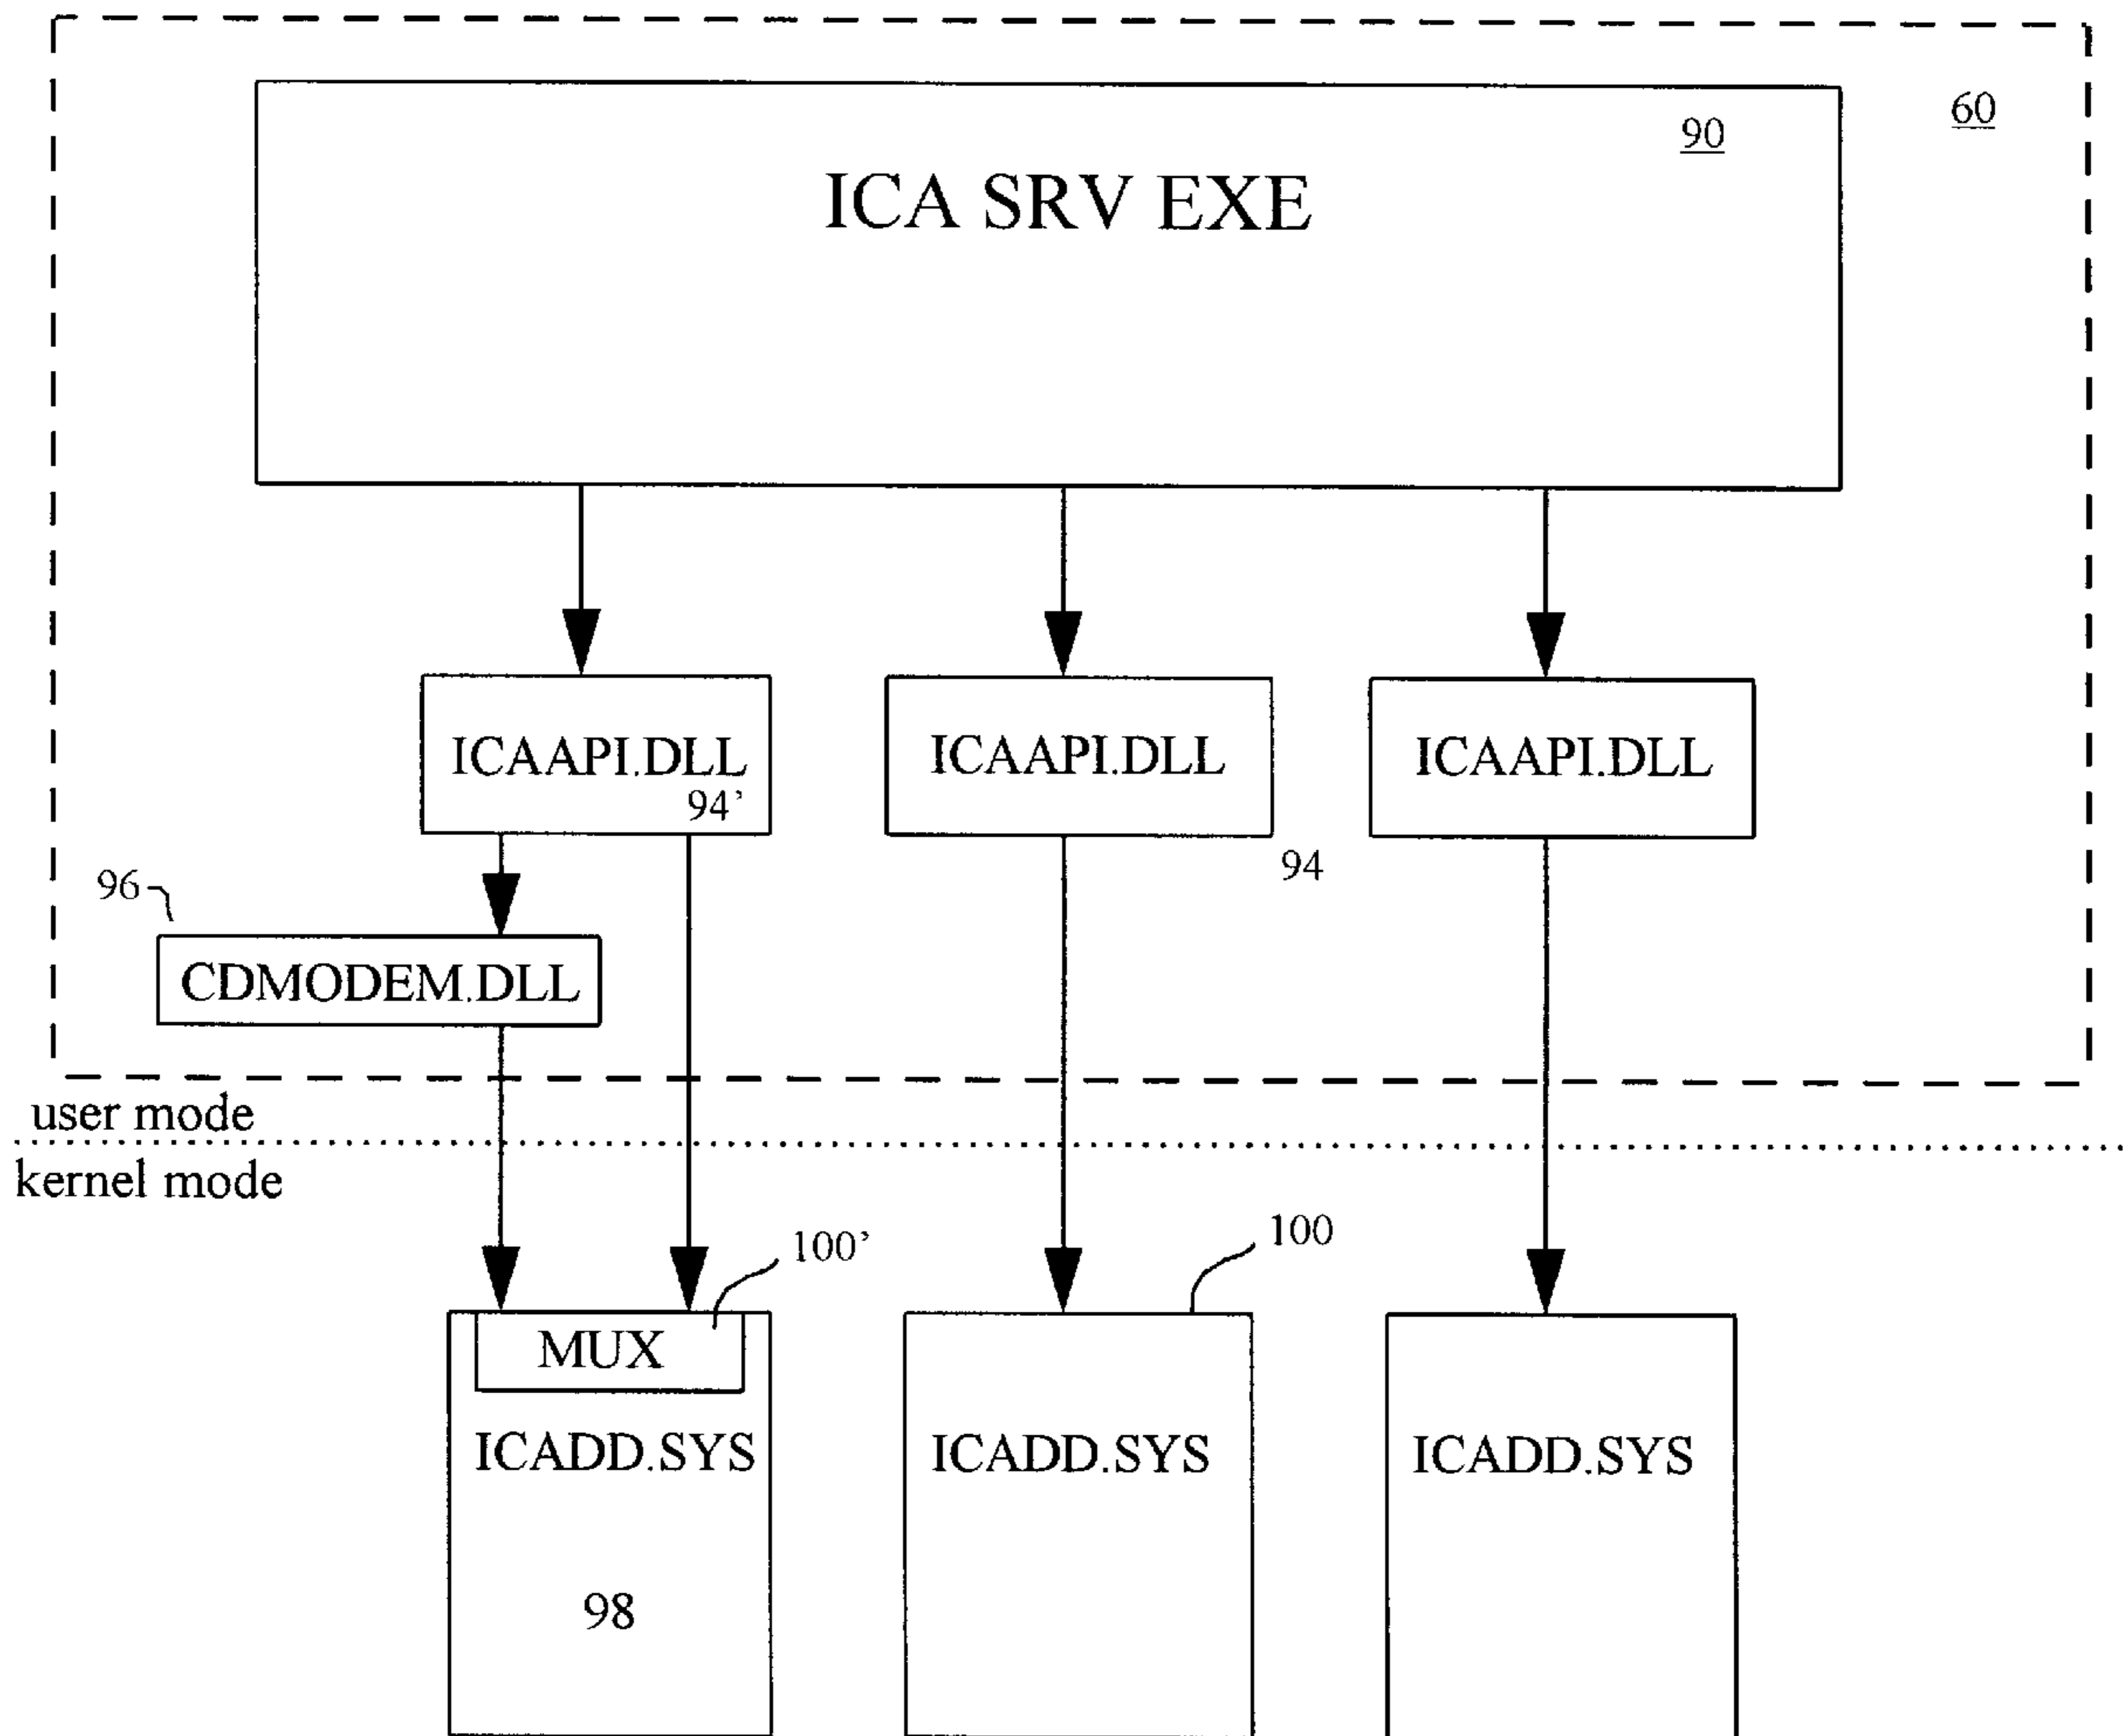 60
90
ICA SRV EXE
ICAAPI.DLL
94’
ICAAPI.DLL
94
ICAAPI.DLL
96
CDMODEM.DLL
user mode
kernel mode
100’
100
MUX
ICADD.SYS
98
ICADD.SYS
ICADD.SYS